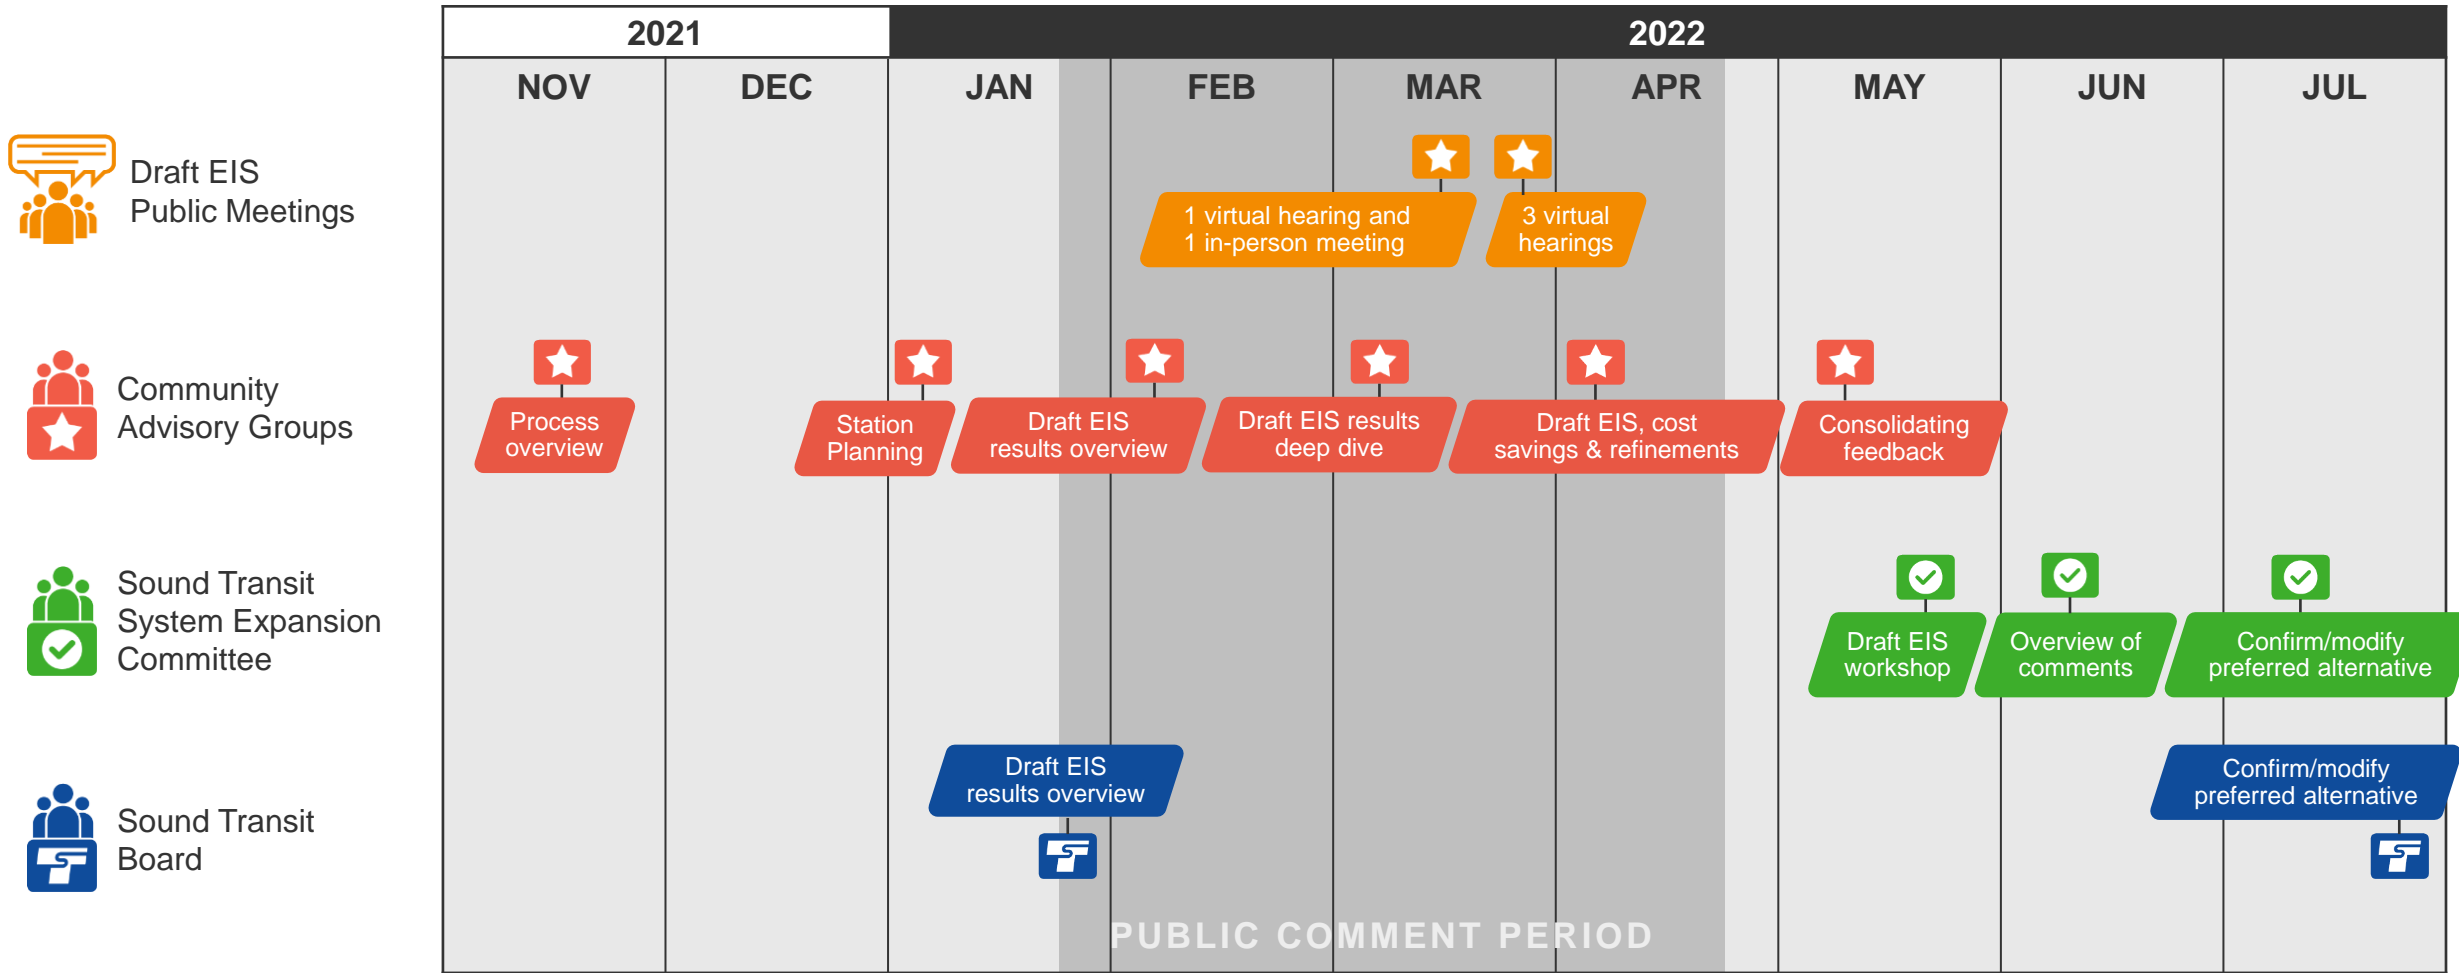 2021
2022
NOV
DEC
JAN
FEB
MAR
APR
MAY
JUN
JUL
Draft EIS
Public Meetings
1 virtual hearing and
1 in-person meeting
3 virtual
hearings
Community
Advisory Groups
Process
overview
Station
Planning
Draft EIS
results overview
Draft EIS results
deep dive
Draft EIS, cost
savings & refinements
Consolidating
feedback
Sound Transit
System Expansion
Committee
Draft EIS
workshop
Overview of
comments
Confirm/modify
preferred alternative
Sound Transit
Board
Draft EIS
results overview
Confirm/modify
preferred alternative
PUBLIC COMMENT PERIOD